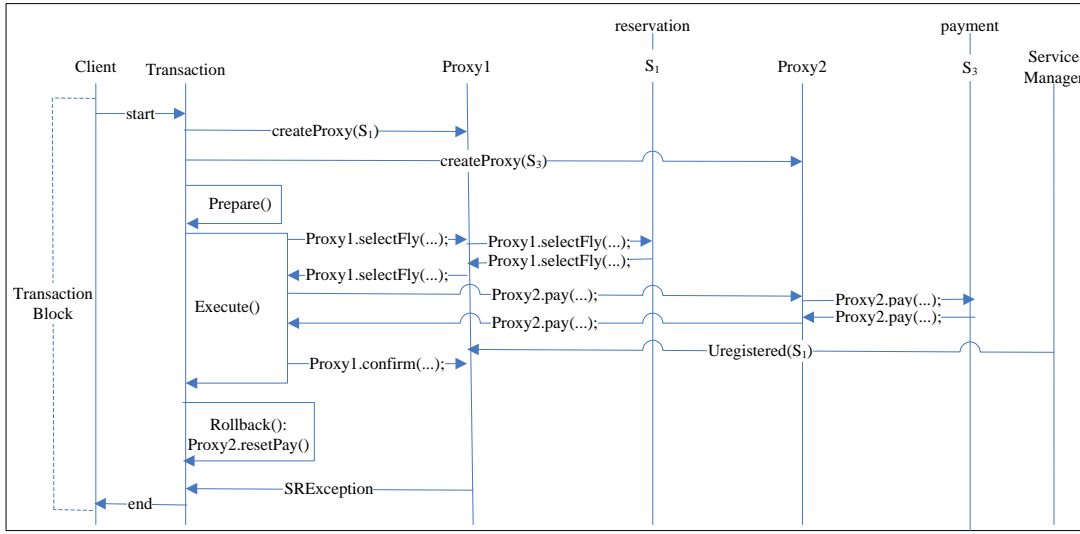 reservation
payment
Client
Transaction
Proxy1
S₁
Proxy2
S₃
Service
Manager
start
createProxy(S₁)
createProxy(S₃)
Prepare()
Proxy1.selectFly(...);
Proxy1.selectFly(...);
Proxy1.selectFly(...);
Proxy1.selectFly(...);
Transaction
Block
Execute()
Proxy2.pay(...);
Proxy2.pay(...);
Proxy2.pay(...);
Proxy2.pay(...);
Uregistered(S₁)
Proxy1.confirm(...);
Rollback():
Proxy2.resetPay()
SRException
end